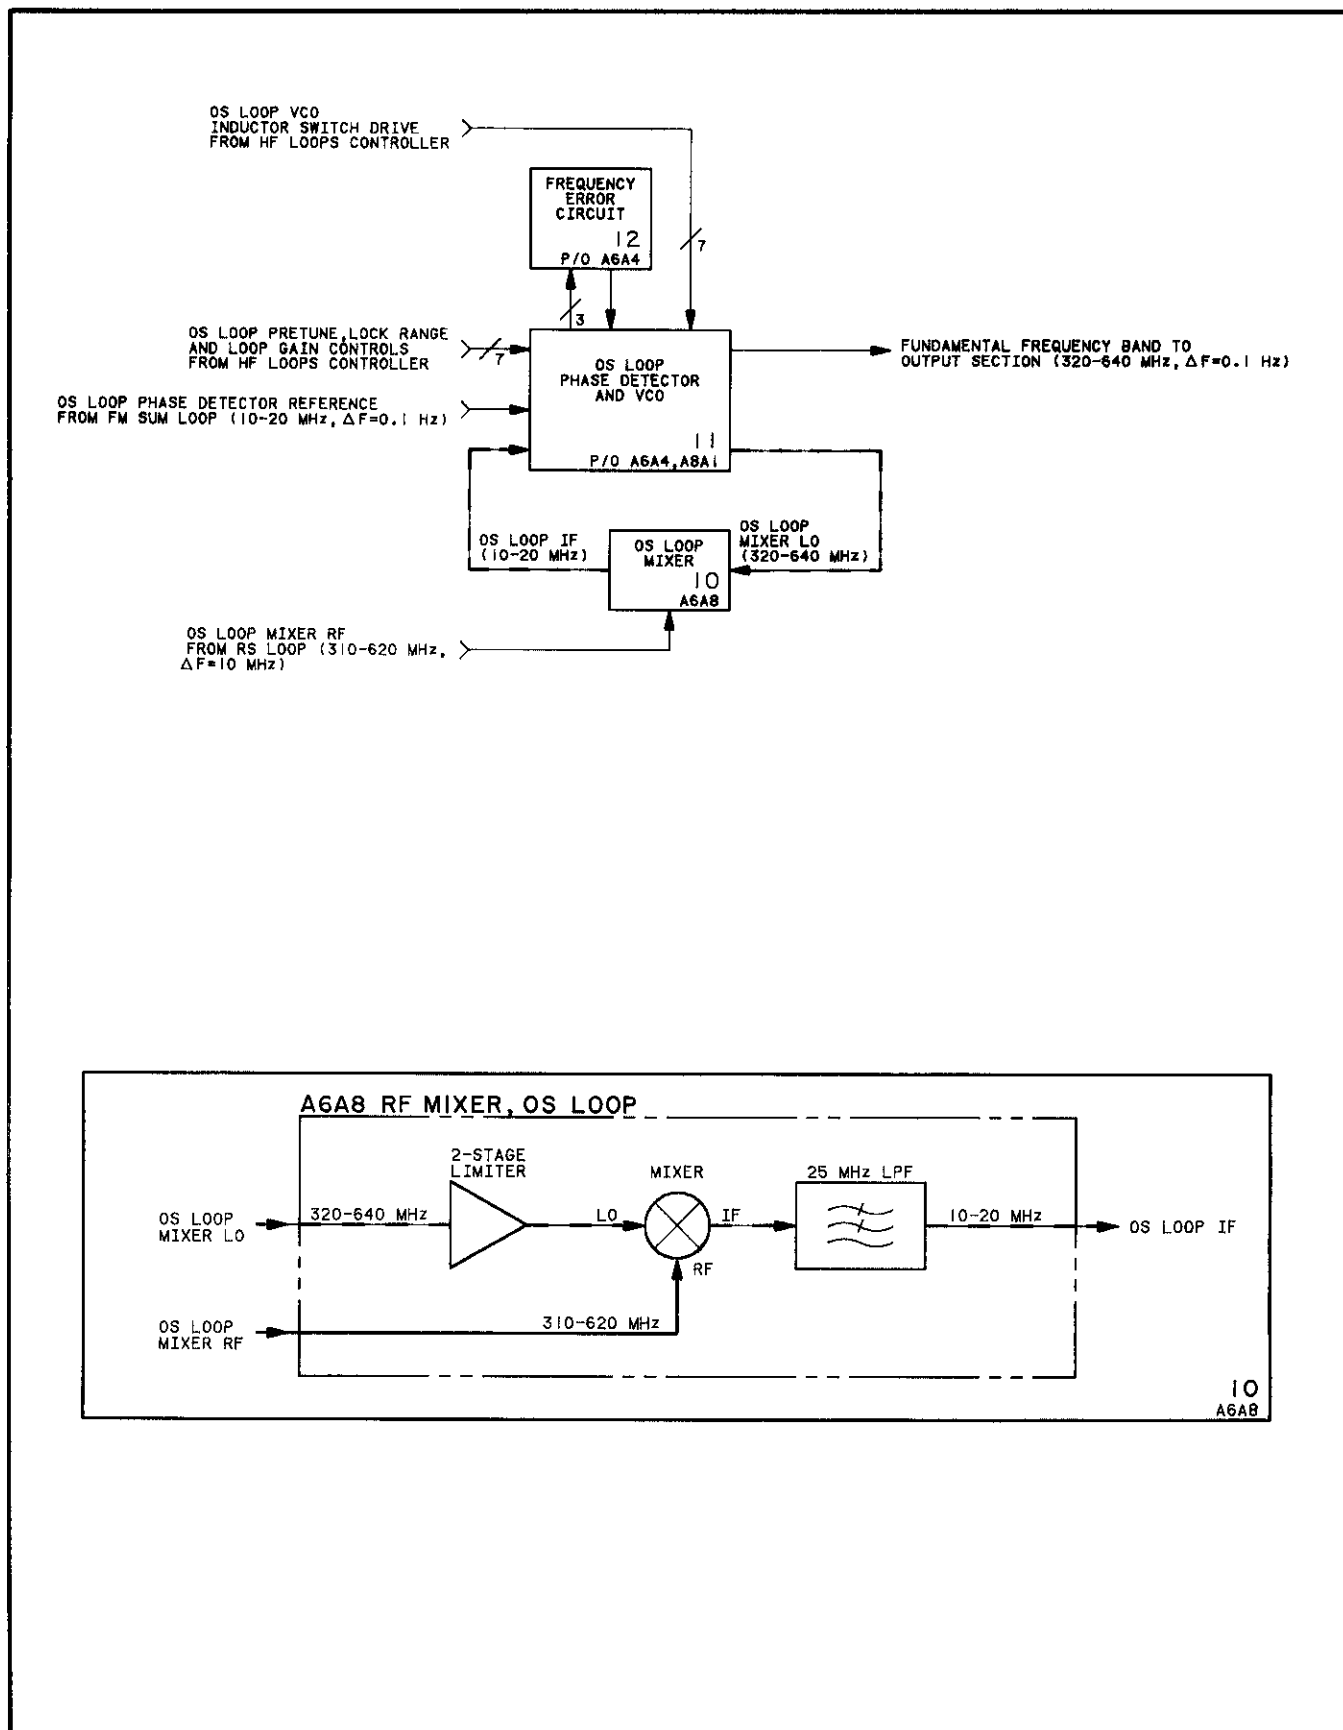 OS LOOP VCO
INDUCTOR SWITCH DRIVE
FROM HF LOOPS CONTROLLER
FREQUENCY
ERROR
CIRCUIT
12
P/O A6A4
7
3
OS LOOP PRETUNE, LOCK RANGE
AND LOOP GAIN CONTROLS
FROM HF LOOPS CONTROLLER
7
OS LOOP
PHASE DETECTOR
AND VCO
11
P/O A6A4, A8A1
FUNDAMENTAL FREQUENCY BAND TO
OUTPUT SECTION (320-640 MHz, ΔF=0.1 Hz)
OS LOOP PHASE DETECTOR REFERENCE
FROM FM SUM LOOP (10-20 MHz, ΔF=0.1 Hz)
OS LOOP IF
(10-20 MHz)
OS LOOP
MIXER
10
A6A8
OS LOOP
MIXER LO
(320-640 MHz)
OS LOOP MIXER RF
FROM RS LOOP (310-620 MHz,
ΔF=10 MHz)
A6A8 RF MIXER, OS LOOP
2-STAGE
LIMITER
MIXER
25 MHz LPF
OS LOOP
MIXER LO
320-640 MHz
LO
IF
RF
10-20 MHz
OS LOOP IF
OS LOOP
MIXER RF
310-620 MHz
10
A6A8